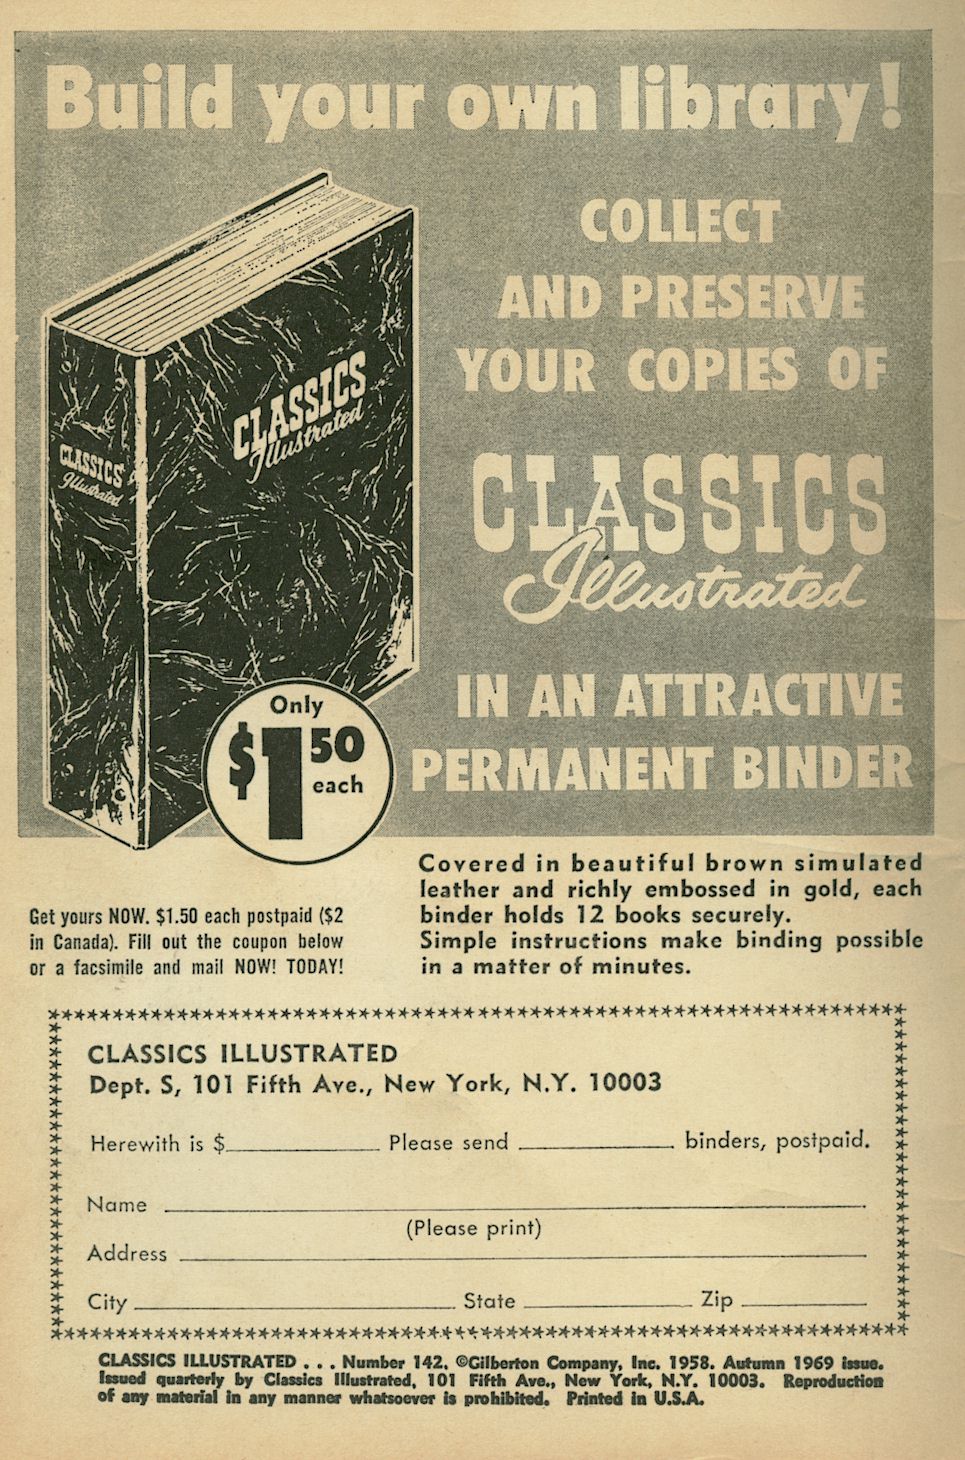 Build your own library!
COLLECT
AND PRESERVE
YOUR COPIES OF
CLASSICS
Illustrated
IN AN ATTRACTIVE
PERMANENT BINDER
CLASSICS
Illustrated
CLASSICS
Illustrated
Only
$1.50
each
Covered in beautiful brown simulated
leather and richly embossed in gold, each
binder holds 12 books securely.
Simple instructions make binding possible
in a matter of minutes.
Get yours NOW. $1.50 each postpaid ($2
in Canada). Fill out the coupon below
or a facsimile and mail NOW! TODAY!
CLASSICS ILLUSTRATED
Dept. S, 101 Fifth Ave., New York, N.Y. 10003
Herewith is $ Please send binders, postpaid.
Name
(Please print)
Address
City State Zip
CLASSICS ILLUSTRATED . . . Number 142. ©Gilberton Company, Inc. 1958. Autumn 1969 issue.
Issued quarterly by Classics Illustrated, 101 Fifth Ave., New York, N.Y. 10003. Reproduction
of any material in any manner whatsoever is prohibited. Printed in U.S.A.